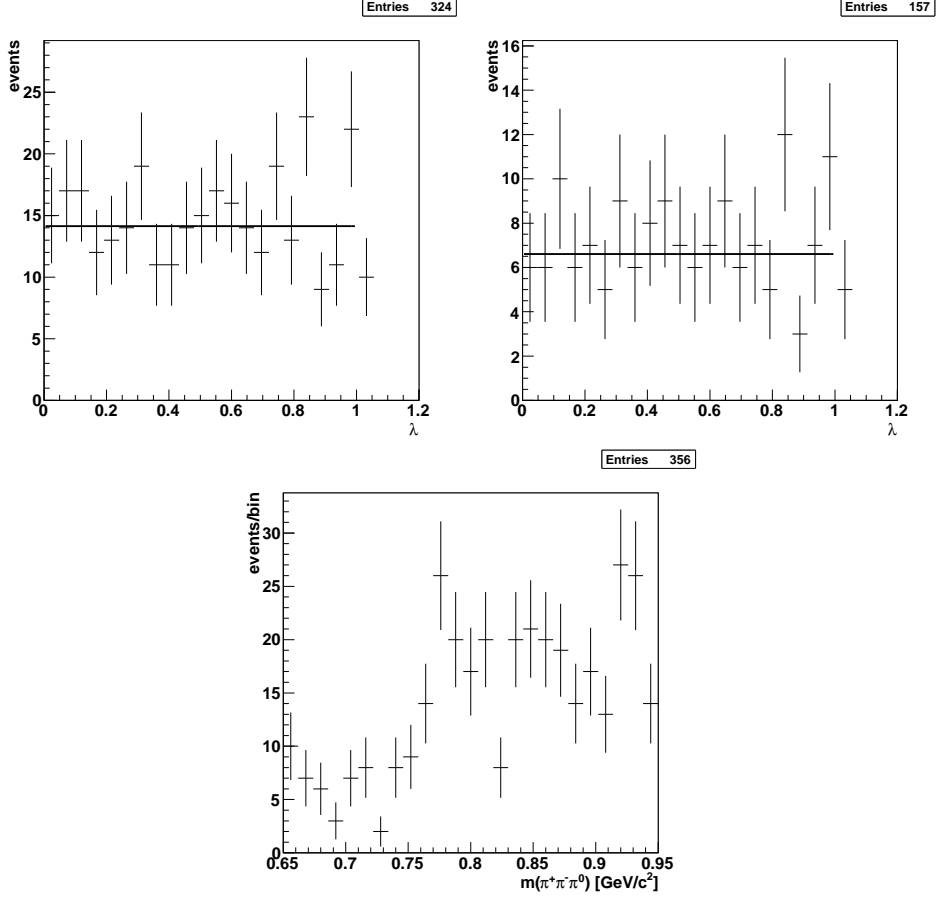 Entries 324
events
25
20
15
10
5
0
0 0.2 0.4 0.6 0.8 1 1.2
λ
Entries 157
events
16
14
12
10
8
6
4
2
0
0 0.2 0.4 0.6 0.8 1 1.2
λ
Entries 356
events/bin
30
25
20
15
10
5
0
0.65 0.7 0.75 0.8 0.85 0.9 0.95
m(π⁺π⁻π⁰) [GeV/c²]